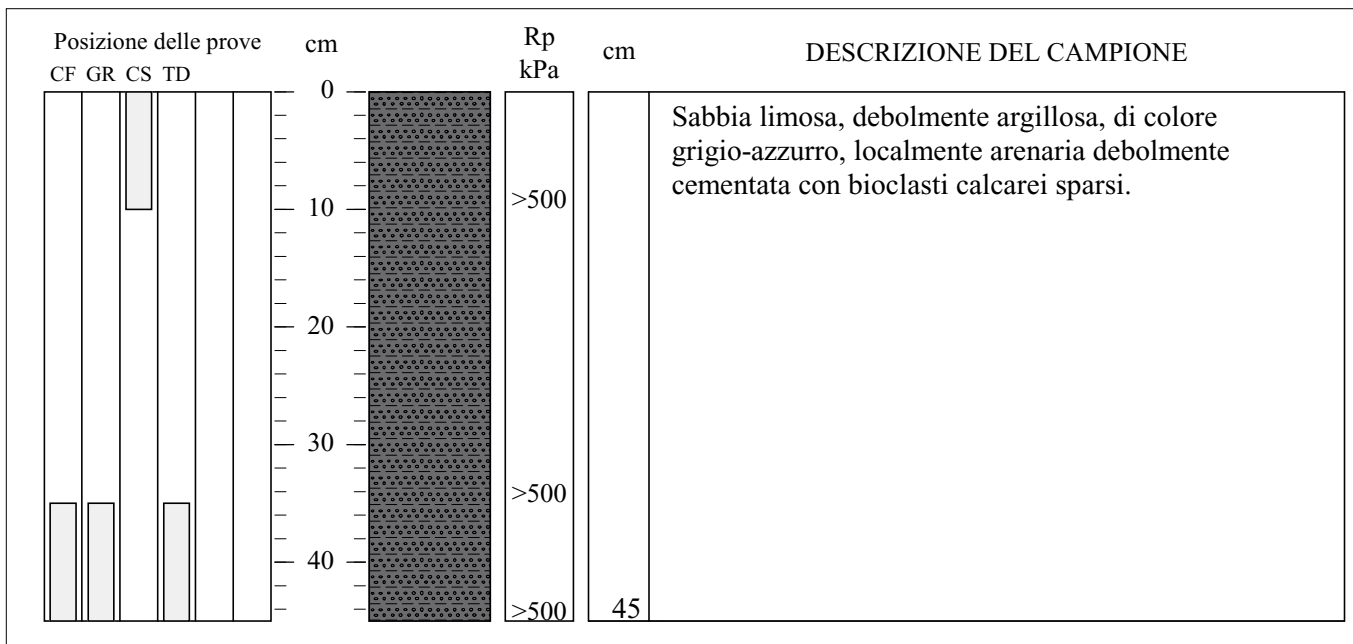 Posizione delle prove
CF GR CS TD
cm
Rp
kPa
cm
DESCRIZIONE DEL CAMPIONE
0
10
20
30
40
>500
>500
>500
45
Sabbia limosa, debolmente argillosa, di colore
grigio-azzurro, localmente arenaria debolmente
cementata con bioclasti calcarei sparsi.